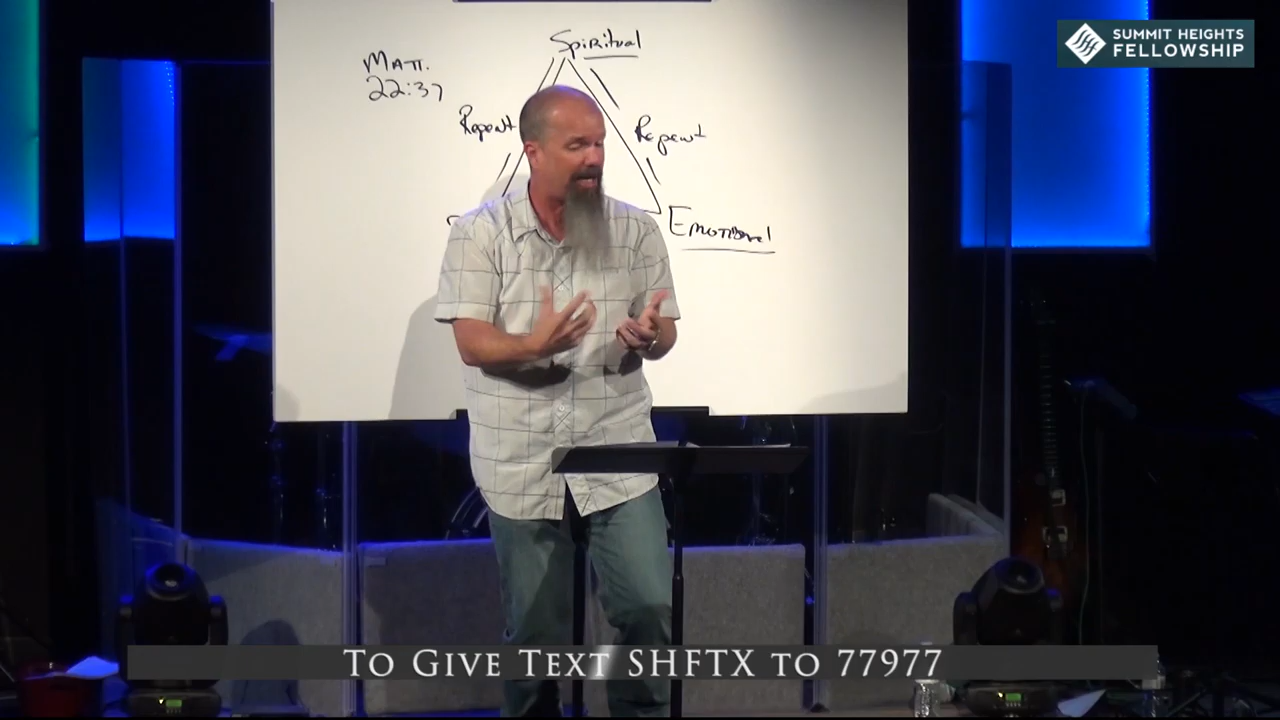 SUMMIT HEIGHTS
FELLOWSHIP
Spiritual
Matt.
22:37
Repent
Repent
Emotional
To Give Text SHFTX to 77977